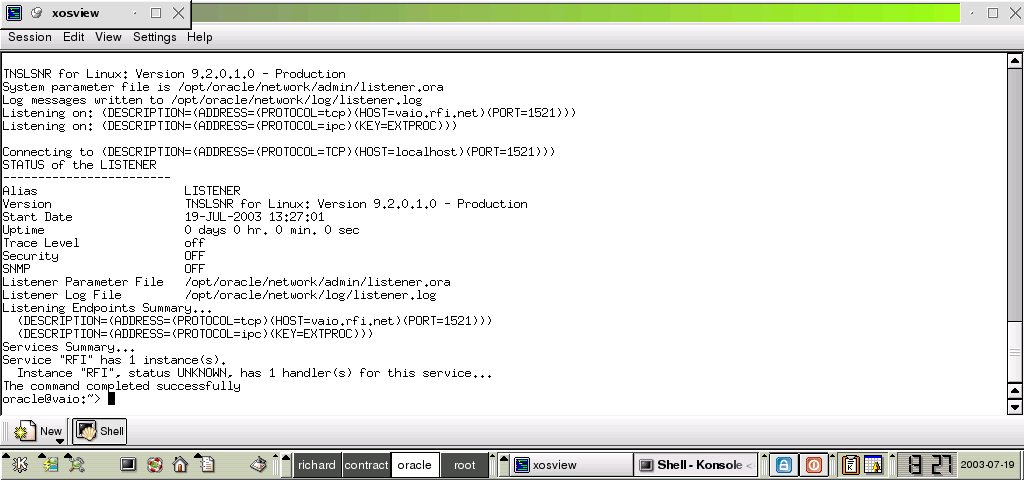 xosview
Session Edit View Settings Help
TNSLSNR for Linux: Version 9.2.0.1.0 - Production
System parameter file is /opt/oracle/network/admin/listener.ora
Log messages written to /opt/oracle/network/log/listener.log
Listening on: (DESCRIPTION=(ADDRESS=(PROTOCOL=tcp)(HOST=vaio.rfi.net)(PORT=1521)))
Listening on: (DESCRIPTION=(ADDRESS=(PROTOCOL=ipc)(KEY=EXTPROC)))
Connecting to (DESCRIPTION=(ADDRESS=(PROTOCOL=TCP)(HOST=localhost)(PORT=1521)))
STATUS of the LISTENER
------------------------
Alias LISTENER
Version TNSLSNR for Linux: Version 9.2.0.1.0 - Production
Start Date 19-JUL-2003 13:27:01
Uptime 0 days 0 hr. 0 min. 0 sec
Trace Level off
Security OFF
SNMP OFF
Listener Parameter File /opt/oracle/network/admin/listener.ora
Listener Log File /opt/oracle/network/log/listener.log
Listening Endpoints Summary...
(DESCRIPTION=(ADDRESS=(PROTOCOL=tcp)(HOST=vaio.rfi.net)(PORT=1521)))
(DESCRIPTION=(ADDRESS=(PROTOCOL=ipc)(KEY=EXTPROC)))
Services Summary...
Service "RFI" has 1 instance(s).
Instance "RFI", status UNKNOWN, has 1 handler(s) for this service...
The command completed successfully
oracle@vaio:~>
New Shell
richard contract oracle root xosview Shell - Konsole < 13 27 2003-07-19